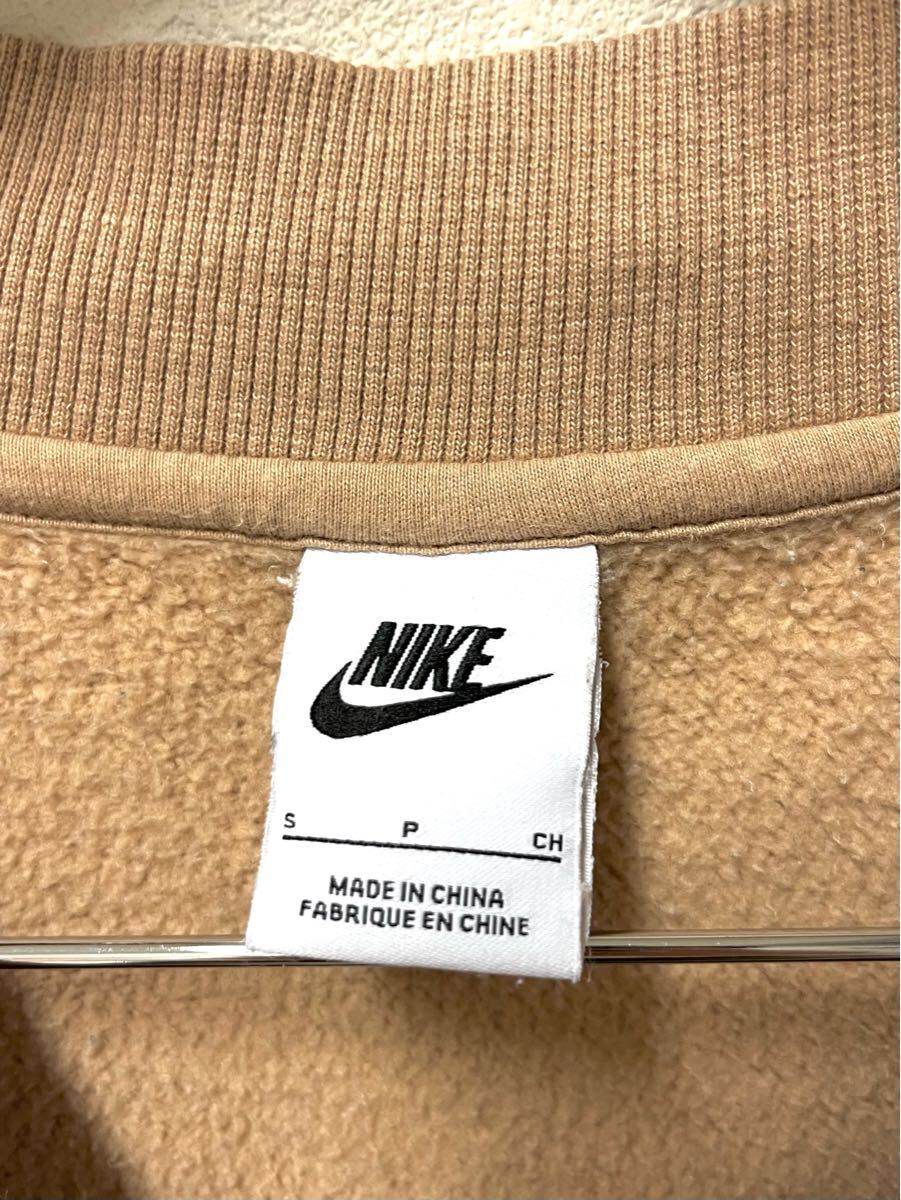 NIKE
S P CH
MADE IN CHINA
FABRIQUE EN CHINE